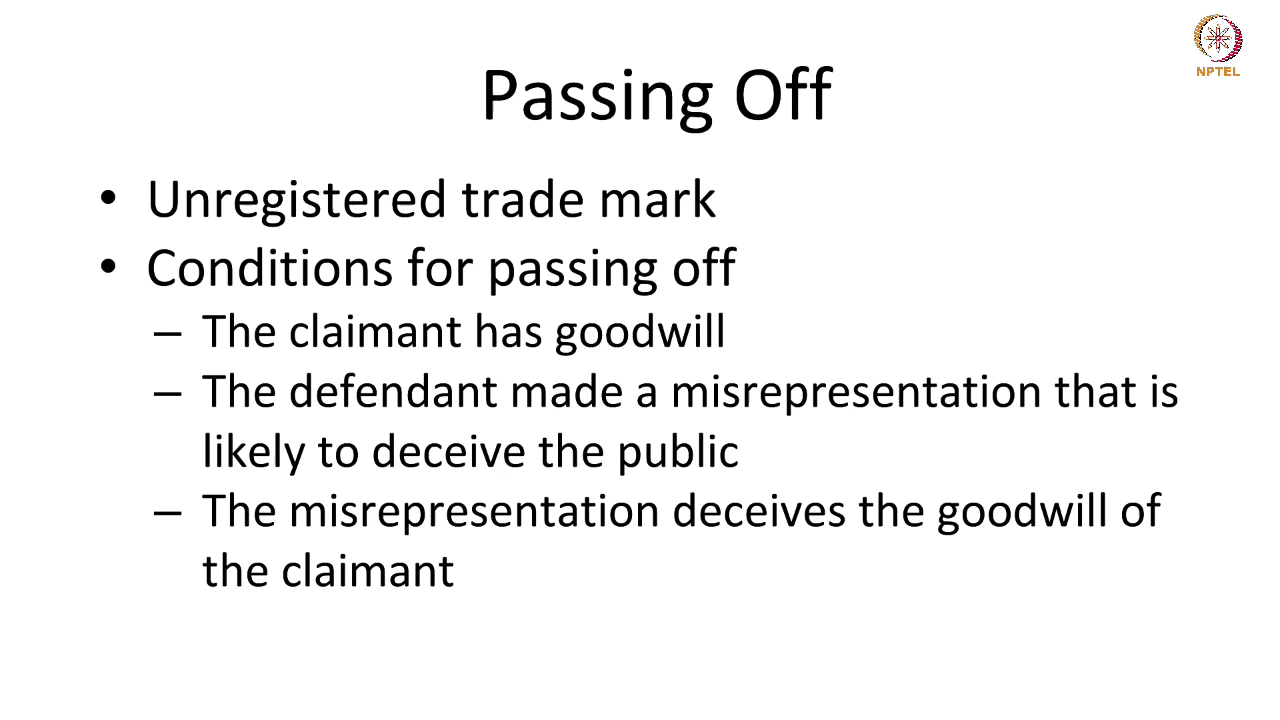 NPTEL
Passing Off
• Unregistered trade mark
• Conditions for passing off
– The claimant has goodwill
– The defendant made a misrepresentation that is
likely to deceive the public
– The misrepresentation deceives the goodwill of
the claimant